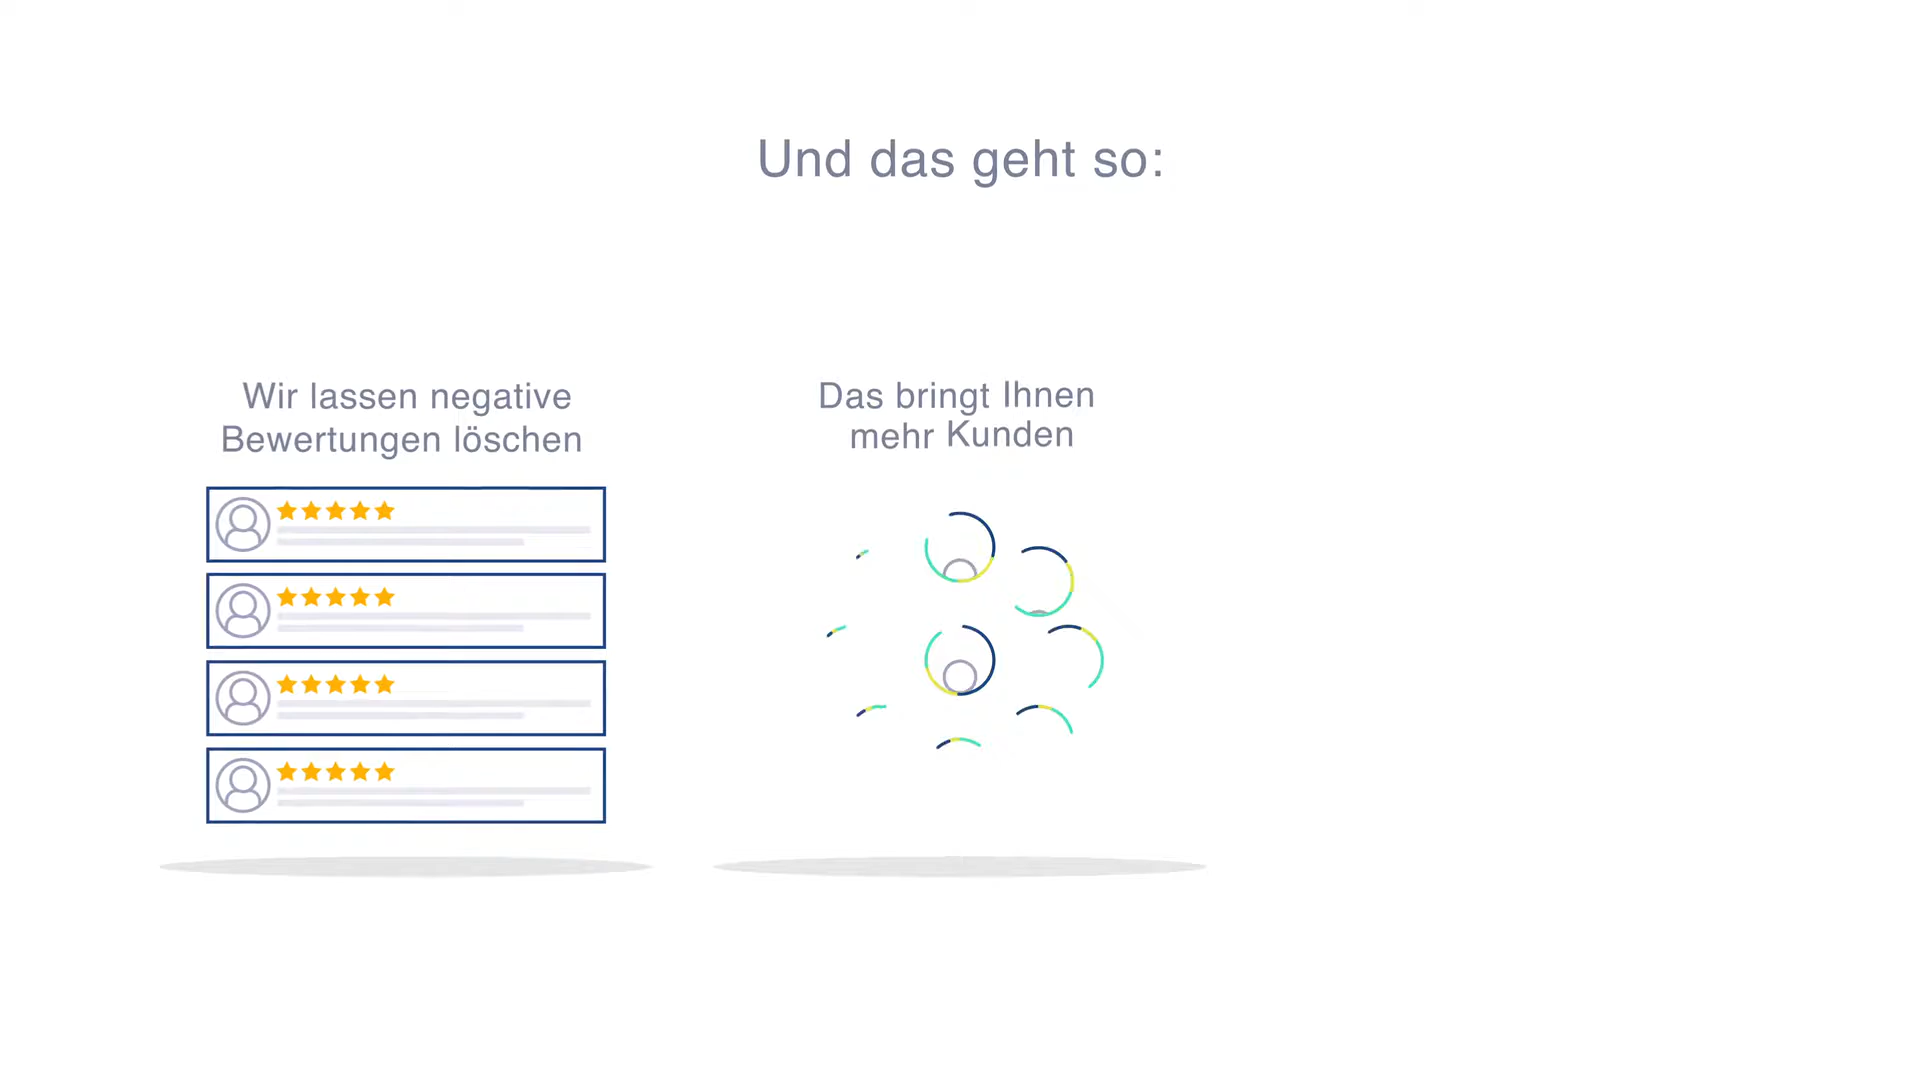 Und das geht so:
Wir lassen negative
Bewertungen löschen
Das bringt Ihnen
mehr Kunden